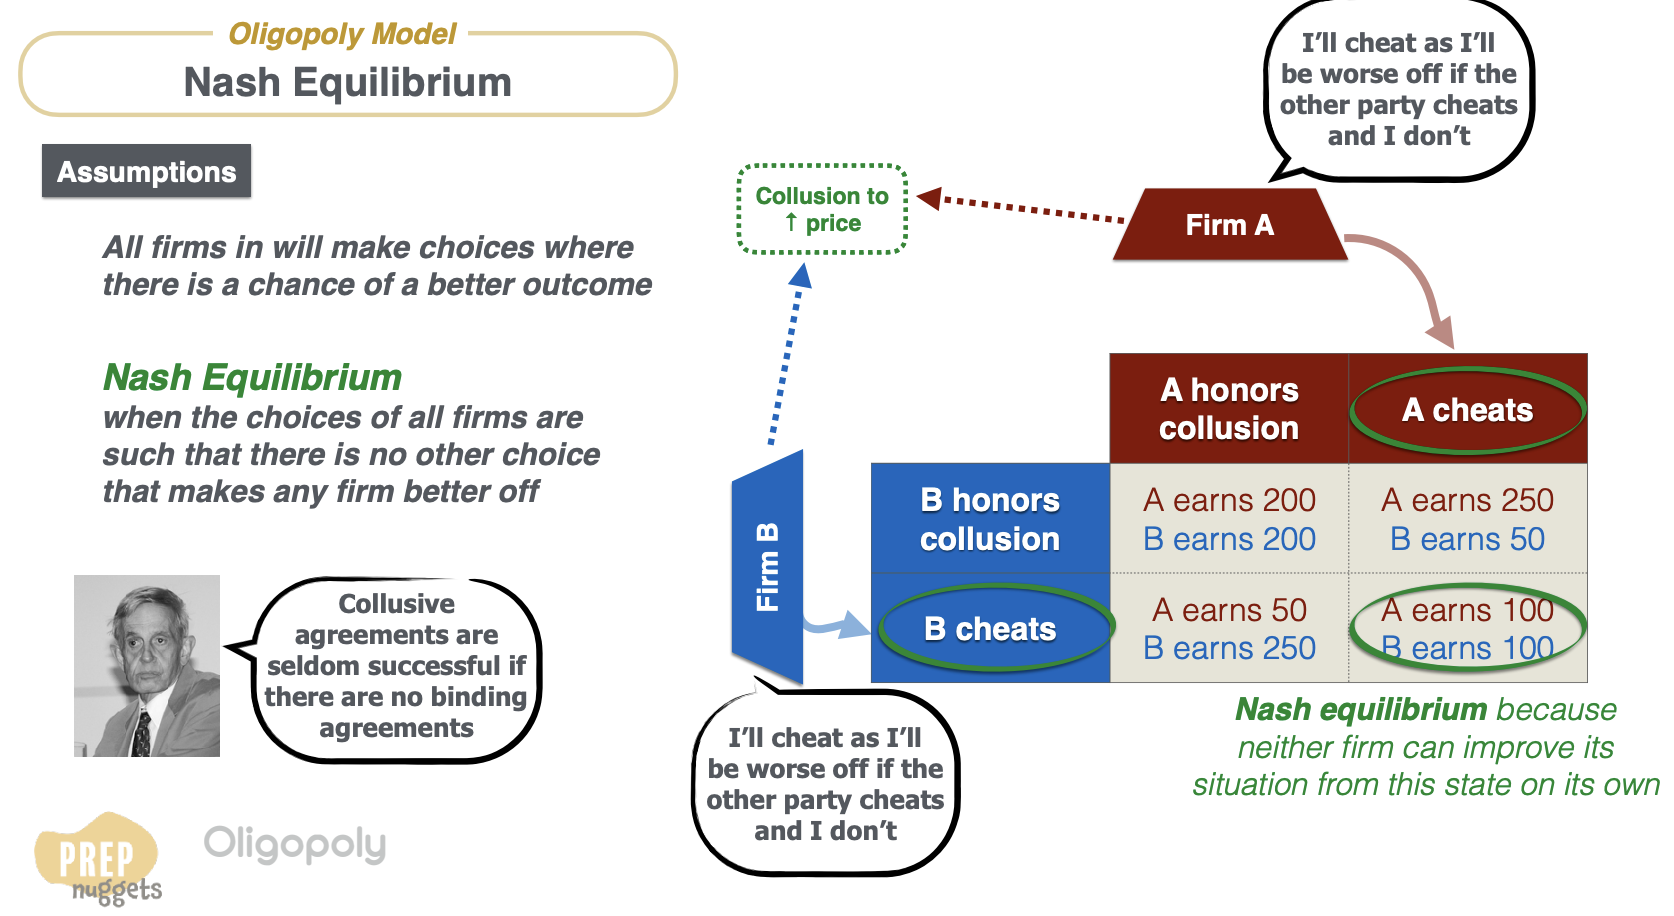 Oligopoly Model
Nash Equilibrium
Assumptions
All firms in will make choices where
there is a chance of a better outcome
Nash Equilibrium
when the choices of all firms are
such that there is no other choice
that makes any firm better off
Collusive
agreements are
seldom successful if
there are no binding
agreements
PREP
nuggets
Oligopoly
Collusion to
↑ price
I'll cheat as I'll
be worse off if the
other party cheats
and I don't
Firm A
Firm B
I'll cheat as I'll
be worse off if the
other party cheats
and I don't
A honors
collusion
A cheats
B honors
collusion
A earns 200
B earns 200
A earns 250
B earns 50
B cheats
A earns 50
B earns 250
A earns 100
B earns 100
Nash equilibrium because
neither firm can improve its
situation from this state on its own